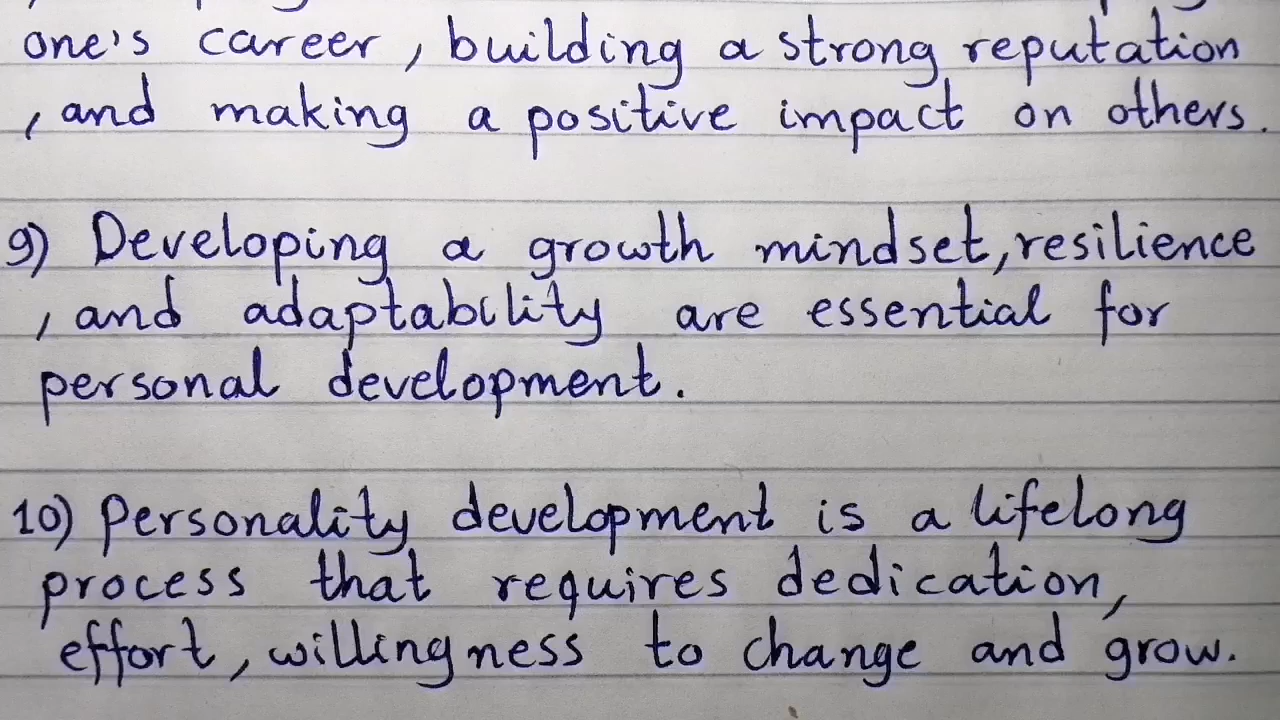 one's career, building a strong reputation
, and making a positive impact on others.
9) Developing a growth mindset, resilience
, and adaptability are essential for
personal development.
10) Personality development is a lifelong
process that requires dedication,
effort, willingness to change and grow.